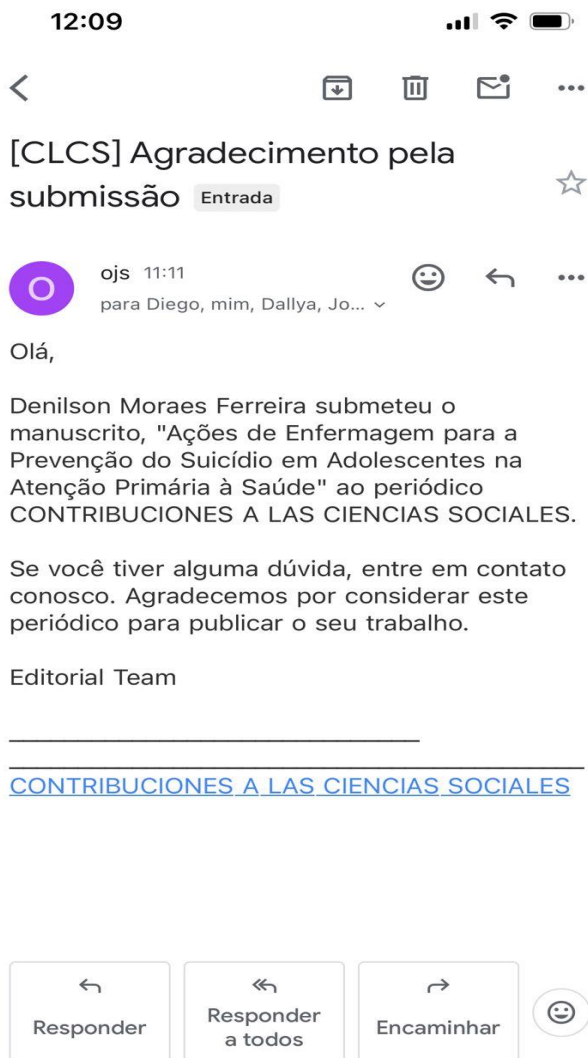 12:09
[CLCS] Agradecimento pela
submissão Entrada
O
ojs 11:11
para Diego, mim, Dallya, Jo...
Olá,
Denilson Moraes Ferreira submeteu o
manuscrito, "Ações de Enfermagem para a
Prevenção do Suicídio em Adolescentes na
Atenção Primária à Saúde" ao periódico
CONTRIBUCIONES A LAS CIENCIAS SOCIALES.
Se você tiver alguma dúvida, entre em contato
conosco. Agradecemos por considerar este
periódico para publicar o seu trabalho.
Editorial Team
CONTRIBUCIONES A LAS CIENCIAS SOCIALES
Responder
Responder
a todos
Encaminhar